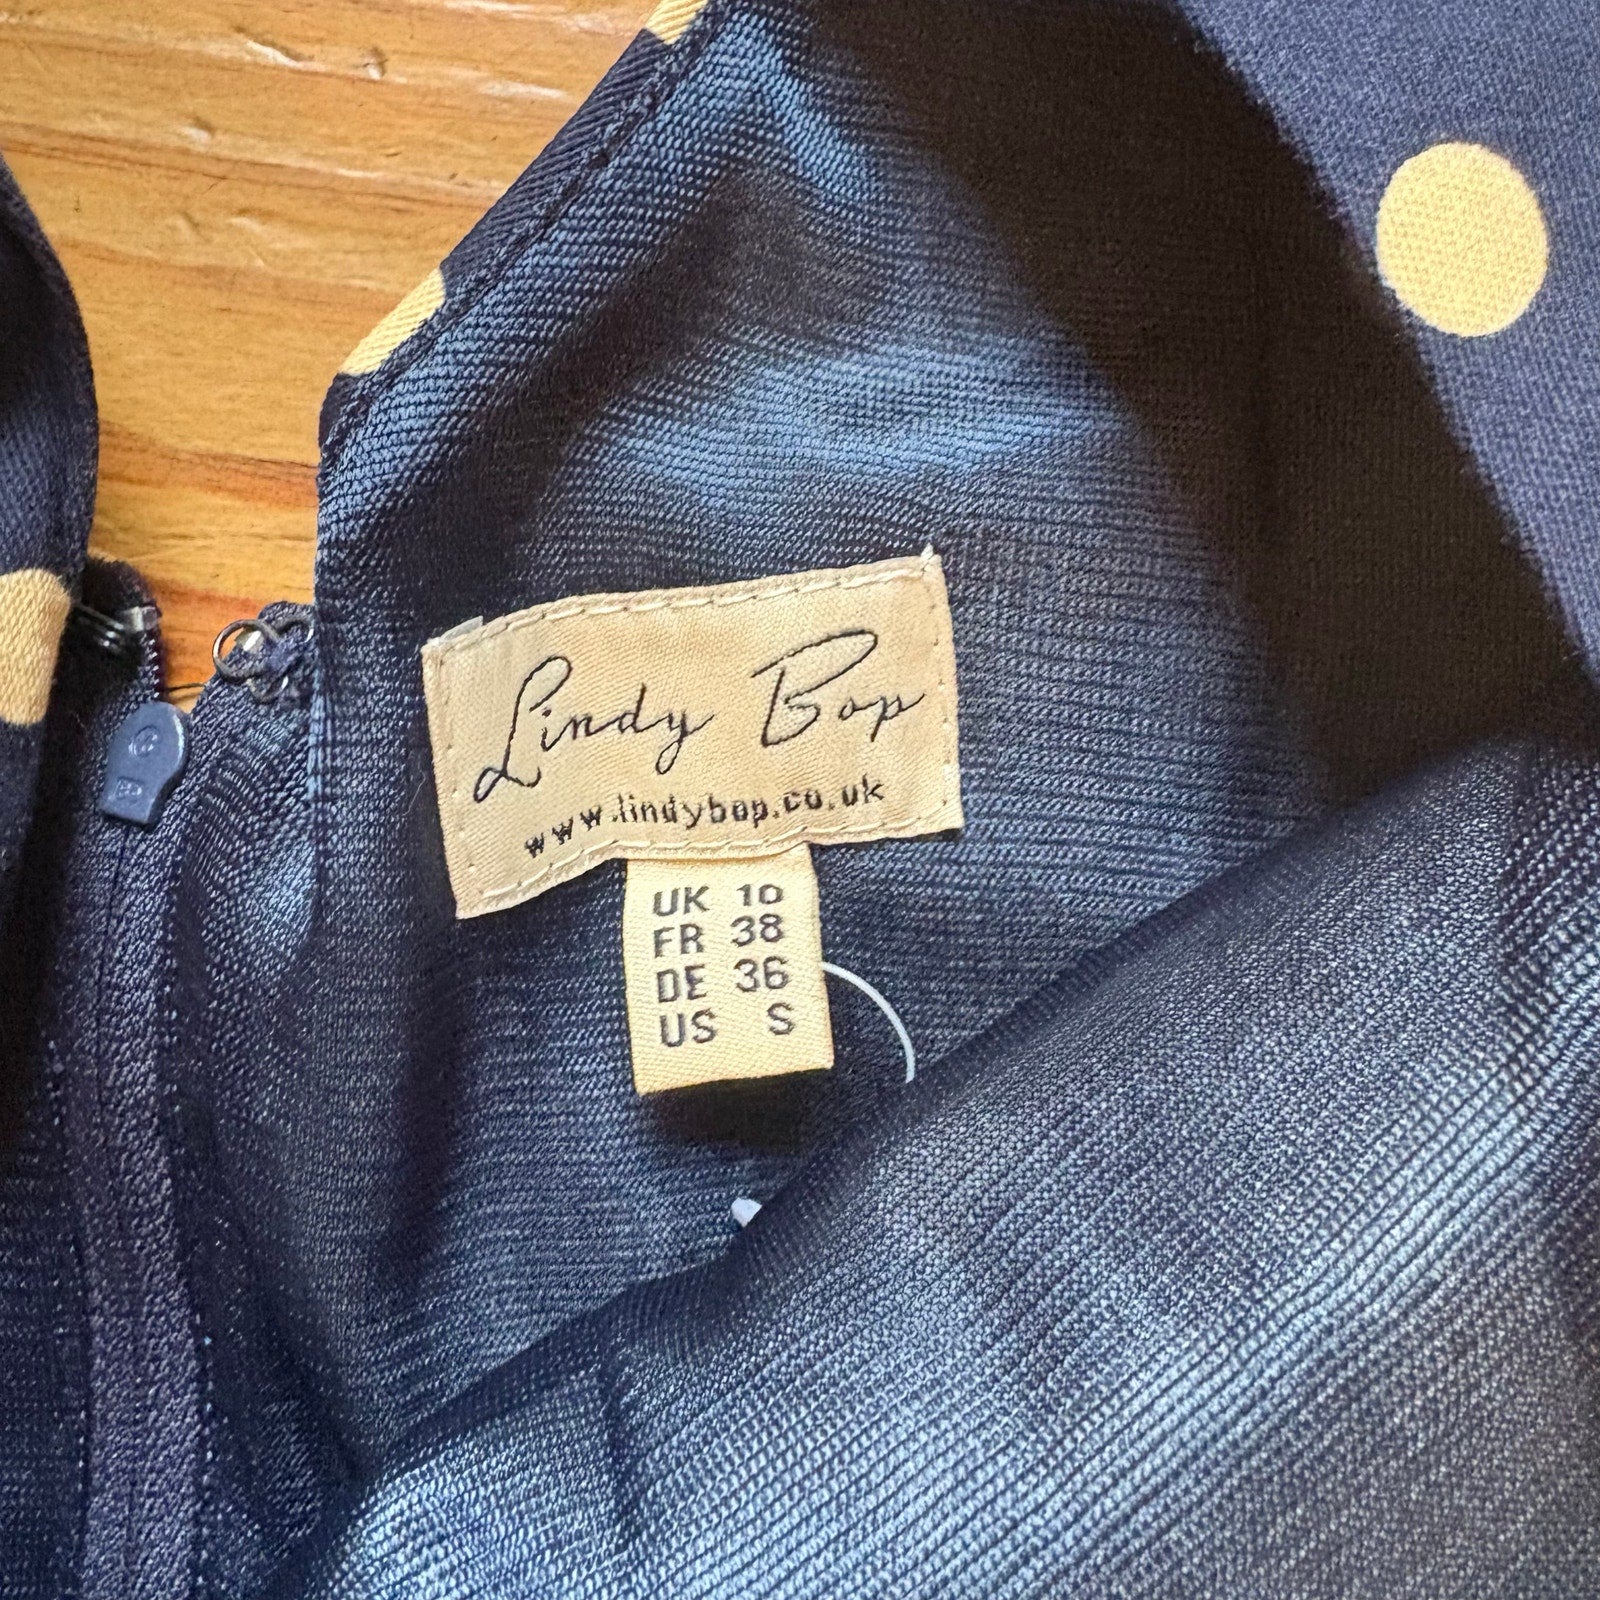 Lindy Bop
www.lindybop.co.uk
UK 10
FR 38
DE 36
US S